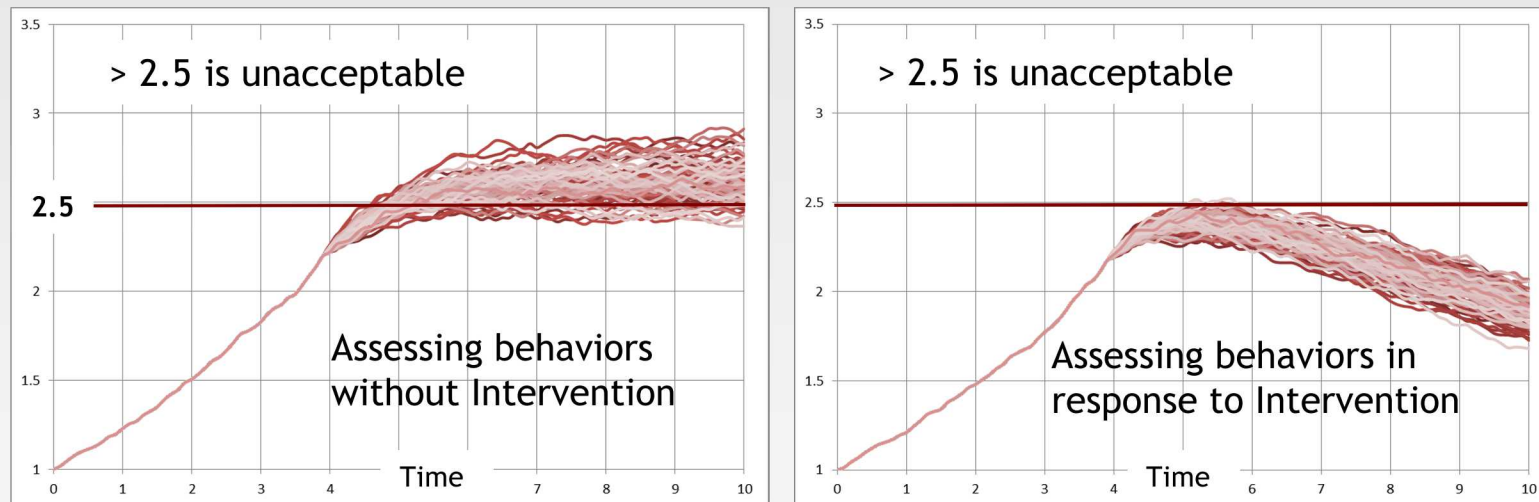 3.5
> 2.5 is unacceptable
3
2.5
2
Assessing behaviors
without Intervention
1.5
1
Time
0 1 2 3 4 7 8 9 10
3.5
> 2.5 is unacceptable
3
2.5
2
Assessing behaviors in
response to Intervention
1.5
1
Time
0 1 2 3 4 6 7 8 9 10